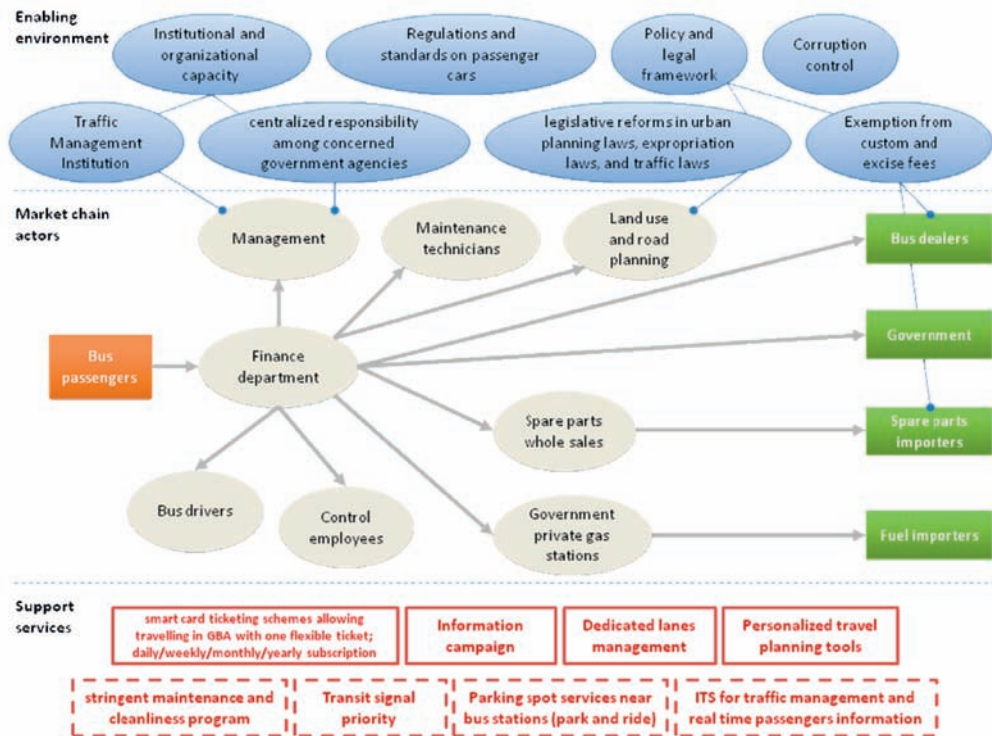 Enabling
environment
Institutional and
organizational
capacity
Regulations and
standards on passenger
cars
Policy and
legal
framework
Corruption
control
Traffic
Management
Institution
centralized responsibility
among concerned
government agencies
legislative reforms in urban
planning laws, expropriation
laws, and traffic laws
Exemption from
custom and
excise fees
Market chain
actors
Management
Maintenance
technicians
Land use
and road
planning
Bus dealers
Government
Bus
passengers
Finance
department
Spare parts
whole sales
Spare parts
importers
Bus drivers
Control
employees
Government
private gas
stations
Fuel importers
Support
services
smart card ticketing schemes allowing
travelling in GBA with one flexible ticket;
daily/weekly/monthly/yearly subscription
Information
campaign
Dedicated lanes
management
Personalized travel
planning tools
stringent maintenance and
cleanliness program
Transit signal
priority
Parking spot services near
bus stations (park and ride)
ITS for traffic management and
real time passengers information